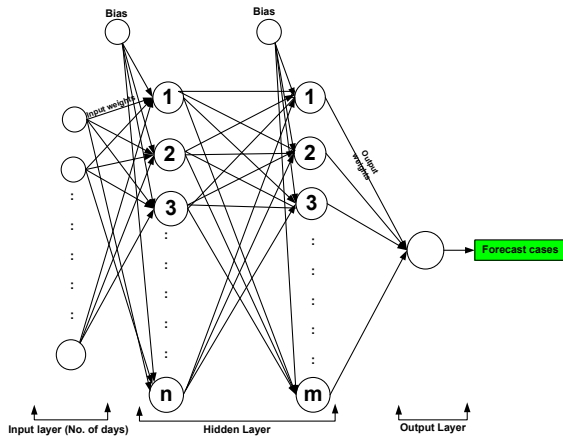 Bias
Bias
Input weights
1
1
2
2
Output weights
3
3
Forecast cases
n
m
Input layer (No. of days)
Hidden Layer
Output Layer